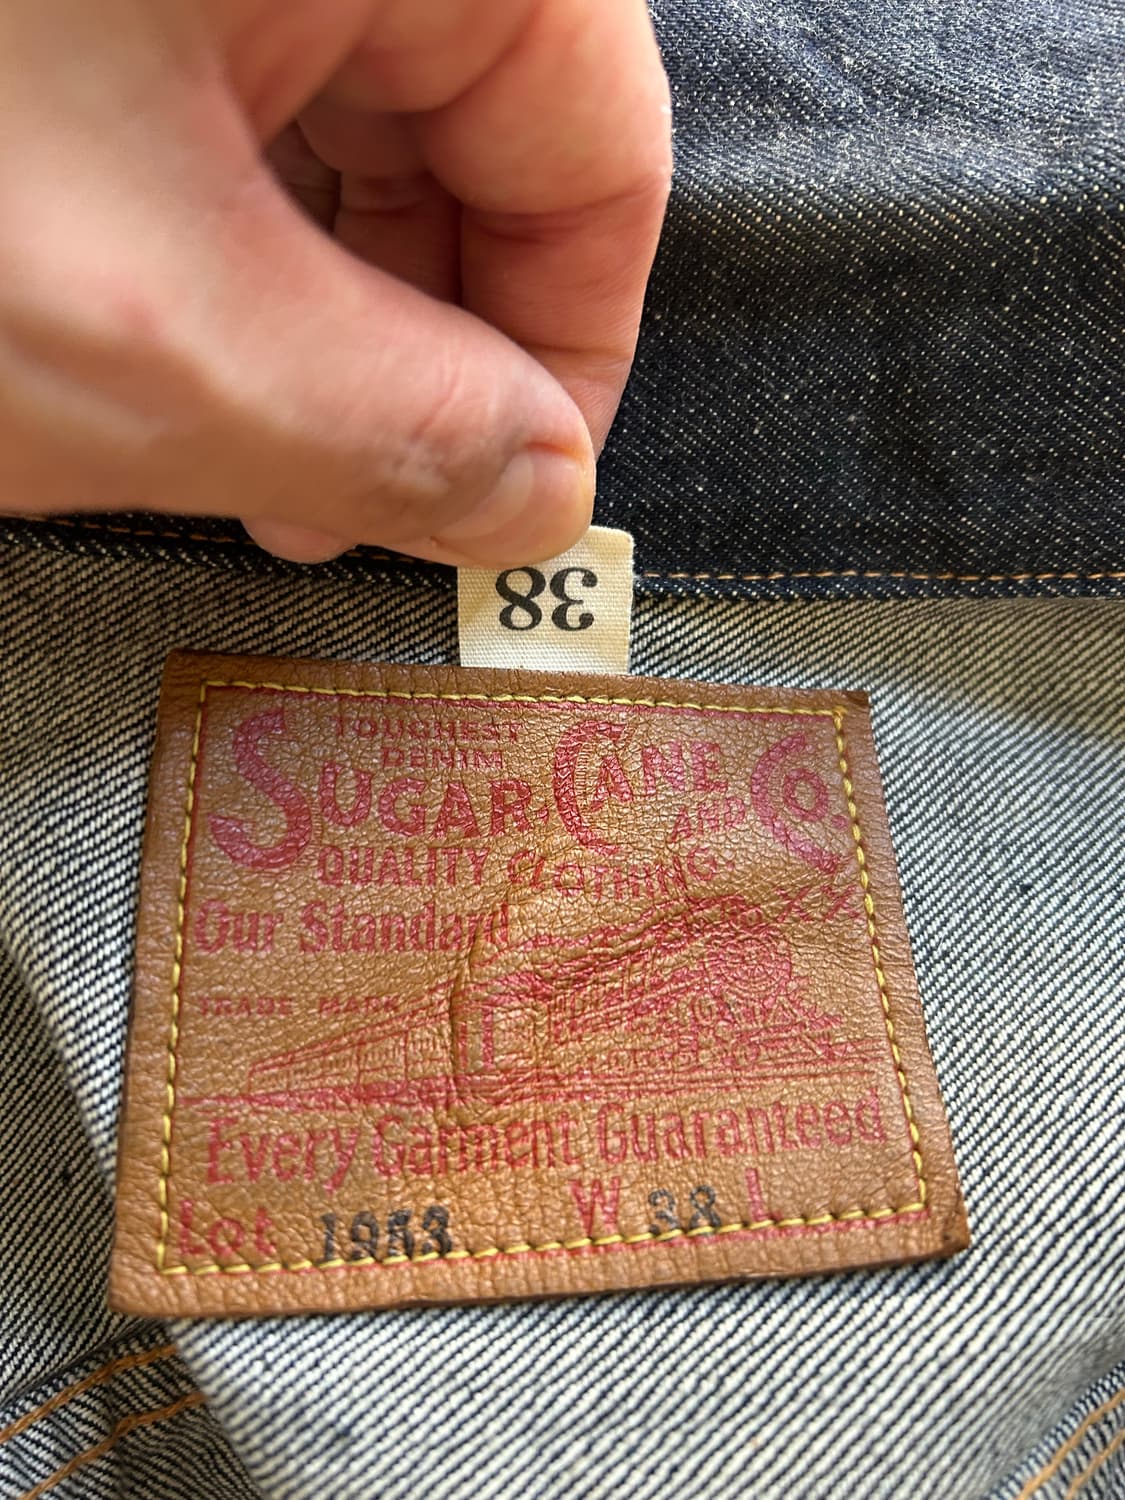 38
TOUGHEST
DENIM
SUGAR CANE AND CO.
QUALITY CLOTHING
XX
Our Standard
TRADE MARK
Every Garment Guaranteed
Lot 1953 W 38 L